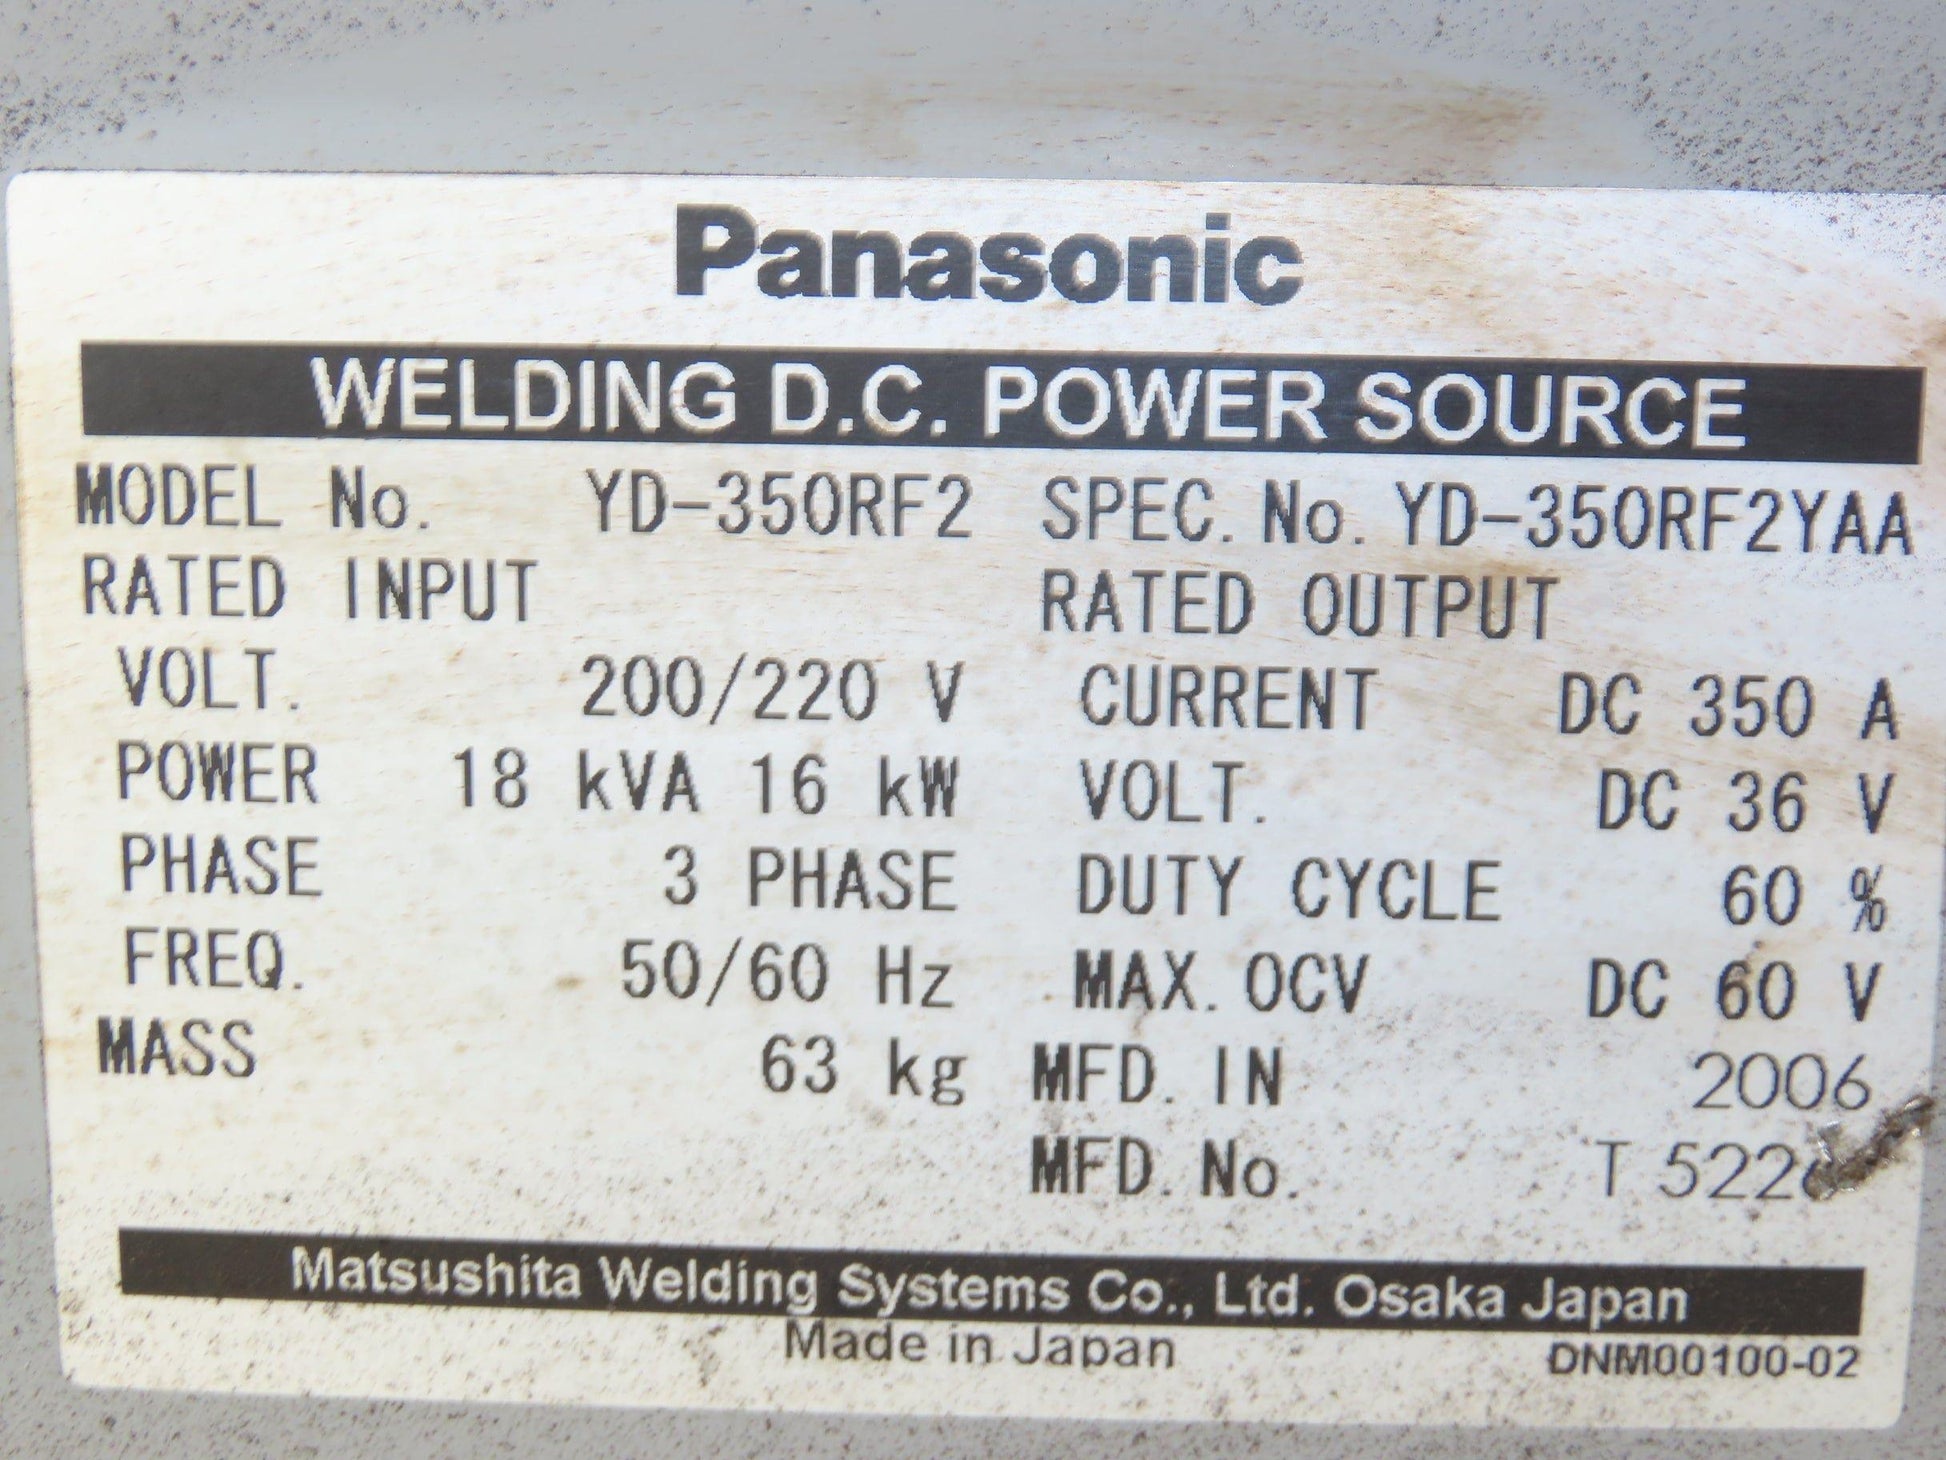 Panasonic
WELDING D.C. POWER SOURCE
MODEL No. YD-350RF2 SPEC. No. YD-350RF2YAA
RATED INPUT RATED OUTPUT
VOLT. 200/220 V CURRENT DC 350 A
POWER 18 kVA 16 kW VOLT. DC 36 V
PHASE 3 PHASE DUTY CYCLE 60 %
FREQ. 50/60 Hz MAX. OCV DC 60 V
MASS 63 kg MFD. IN 2006
MFD. No. T
Matsushita Welding Systems Co., Ltd. Osaka Japan
Made in Japan DNM00100-02